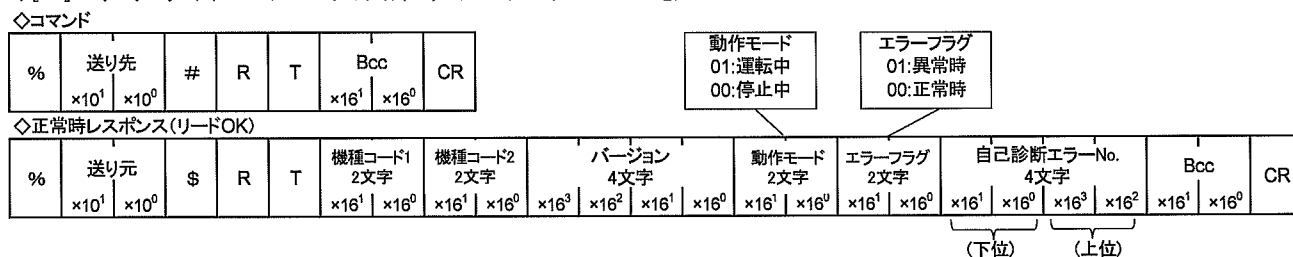 ◇コマンド
% 送り先 # R T Bcc CR
×10¹ ×10⁰ ×16¹ ×16⁰
動作モード
01:運転中
00:停止中
エラーフラグ
01:異常時
00:正常時
◇正常時レスポンス(リードOK)
% 送り元 $ R T 機種コード1 2文字 機種コード2 2文字 バージョン 4文字 動作モード 2文字 エラーフラグ 2文字 自己診断エラーNo. 4文字 Bcc CR
×10¹ ×10⁰ ×16¹ ×16⁰ ×16¹ ×16⁰ ×16³ ×16² ×16¹ ×16⁰ ×16¹ ×16⁰ ×16¹ ×16⁰ ×16¹ ×16⁰ ×16³ ×16² ×16¹ ×16⁰
(下位) (上位)